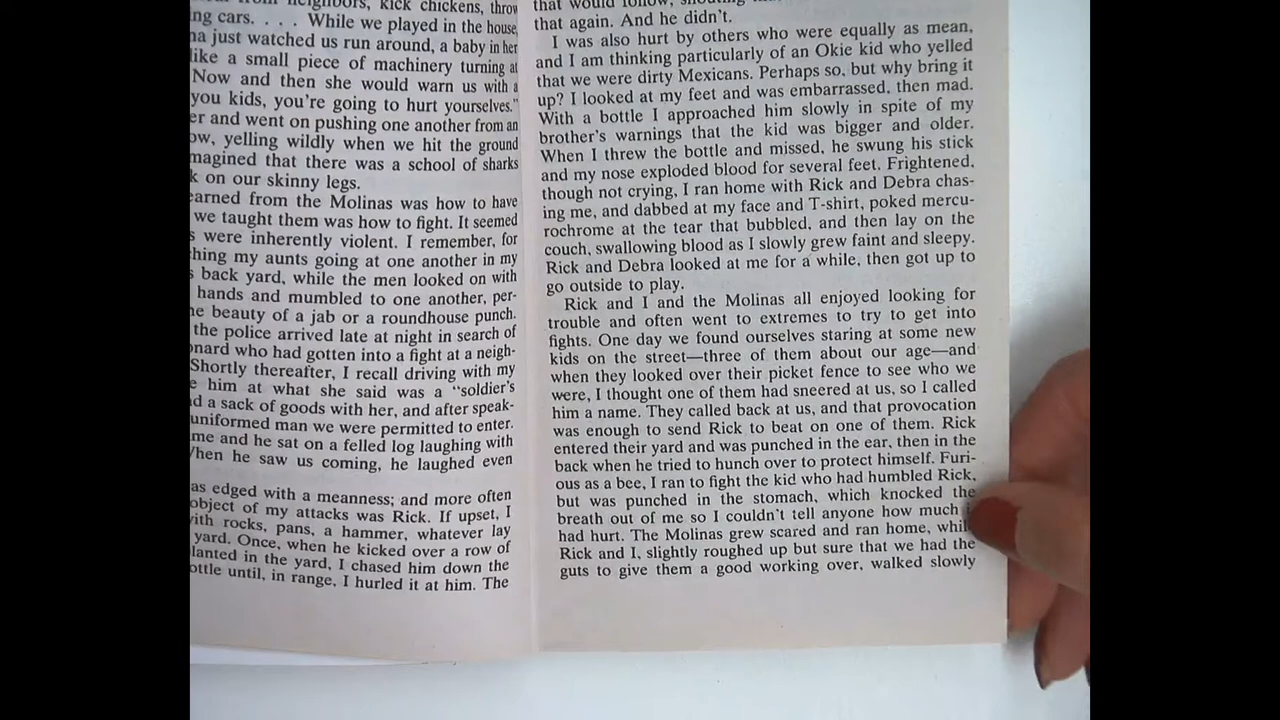 neighbors, kick chickens, throw
ing cars. . . . While we played in the house,
just watched us run around, a baby in her
like a small piece of machinery turning at
Now and then she would warn us with a
you kids, you're going to hurt yourselves."
er and went on pushing one another from an
ow, yelling wildly when we hit the ground
magined that there was a school of sharks
k on our skinny legs.
earned from the Molinas was how to have
we taught them was how to fight. It seemed
s were inherently violent. I remember, for
hing my aunts going at one another in my
s back yard, while the men looked on with
hands and mumbled to one another, per-
e beauty of a jab or a roundhouse punch.
the police arrived late at night in search of
onard who had gotten into a fight at a neigh-
Shortly thereafter, I recall driving with my
e him at what she said was a "soldier's
d a sack of goods with her, and after speak-
uniformed man we were permitted to enter.
me and he sat on a felled log laughing with
When he saw us coming, he laughed even
as edged with a meanness; and more often
object of my attacks was Rick. If upset, I
with rocks, pans, a hammer, whatever lay
yard. Once, when he kicked over a row of
lanted in the yard, I chased him down the
ottle until, in range, I hurled it at him. The
that would follow, shouting
that again. And he didn't.
I was also hurt by others who were equally as mean,
and I am thinking particularly of an Okie kid who yelled
that we were dirty Mexicans. Perhaps so, but why bring it
up? I looked at my feet and was embarrassed, then mad.
With a bottle I approached him slowly in spite of my
brother's warnings that the kid was bigger and older.
When I threw the bottle and missed, he swung his stick
and my nose exploded blood for several feet. Frightened,
though not crying, I ran home with Rick and Debra chas-
ing me, and dabbed at my face and T-shirt, poked mercu-
rochrome at the tear that bubbled, and then lay on the
couch, swallowing blood as I slowly grew faint and sleepy.
Rick and Debra looked at me for a while, then got up to
go outside to play.
Rick and I and the Molinas all enjoyed looking for
trouble and often went to extremes to try to get into
fights. One day we found ourselves staring at some new
kids on the street—three of them about our age—and
when they looked over their picket fence to see who we
were, I thought one of them had sneered at us, so I called
him a name. They called back at us, and that provocation
was enough to send Rick to beat on one of them. Rick
entered their yard and was punched in the ear, then in the
back when he tried to hunch over to protect himself. Furi-
ous as a bee, I ran to fight the kid who had humbled Rick,
but was punched in the stomach, which knocked the
breath out of me so I couldn't tell anyone how much
had hurt. The Molinas grew scared and ran home, while
Rick and I, slightly roughed up but sure that we had the
guts to give them a good working over, walked slowly